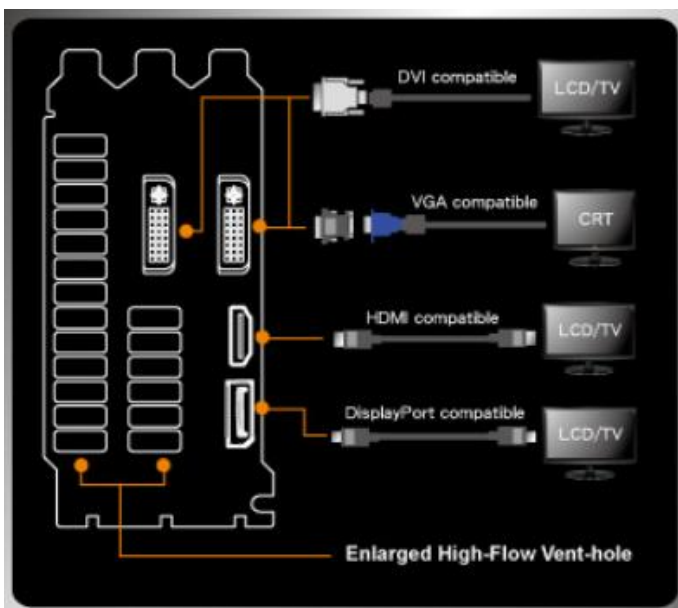 DVI compatible
LCD/TV
VGA compatible
CRT
HDMI compatible
LCD/TV
DisplayPort compatible
LCD/TV
Enlarged High-Flow Vent-hole